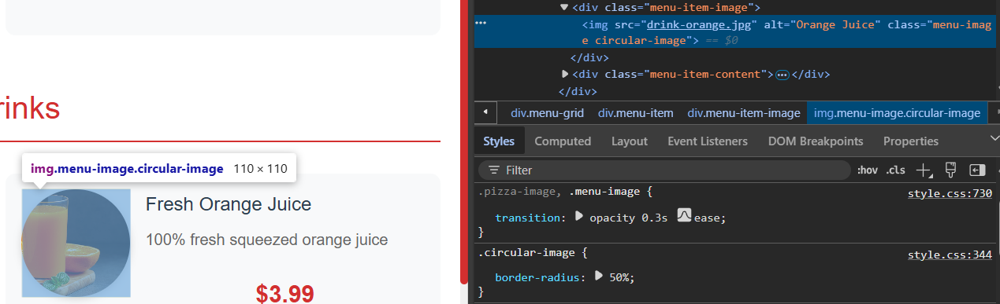 rinks
img.menu-image.circular-image 110 × 110
Fresh Orange Juice
100% fresh squeezed orange juice
$3.99
<div class="menu-item-image">
<img src="drink-orange.jpg" alt="Orange Juice" class="menu-imag
e circular-image"> == $0
</div>
<div class="menu-item-content"> </div>
</div>
div.menu-grid div.menu-item div.menu-item-image img.menu-image.circular-image
Styles Computed Layout Event Listeners DOM Breakpoints Properties
Filter :hov .cls
.pizza-image, .menu-image { style.css:730
transition: opacity 0.3s ease;
}
.circular-image { style.css:344
border-radius: 50%;
}